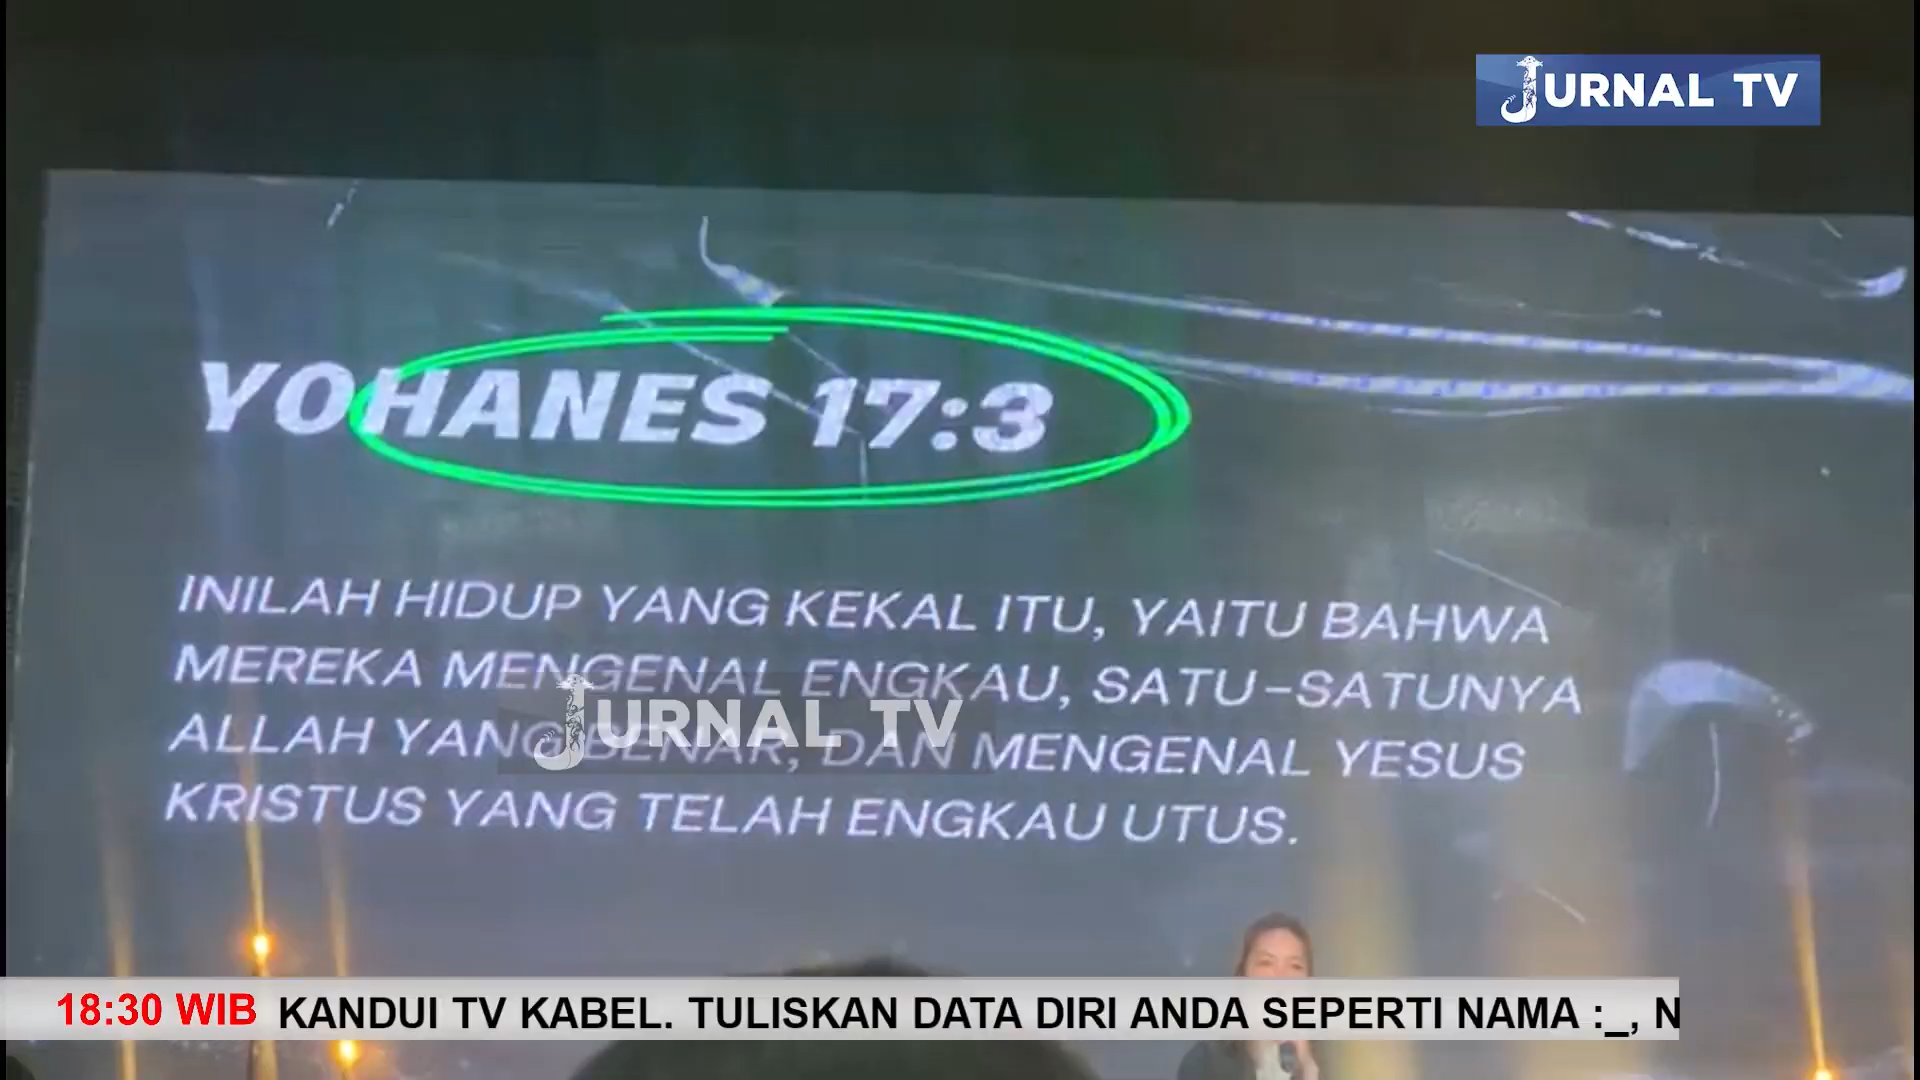 JURNAL TV
YOHANES 17:3
INILAH HIDUP YANG KEKAL ITU, YAITU BAHWA
MEREKA MENGENAL ENGKAU, SATU-SATUNYA
ALLAH YANG BENAR, DAN MENGENAL YESUS
KRISTUS YANG TELAH ENGKAU UTUS.
JURNAL TV
18:30 WIB KANDUI TV KABEL. TULISKAN DATA DIRI ANDA SEPERTI NAMA :_, N